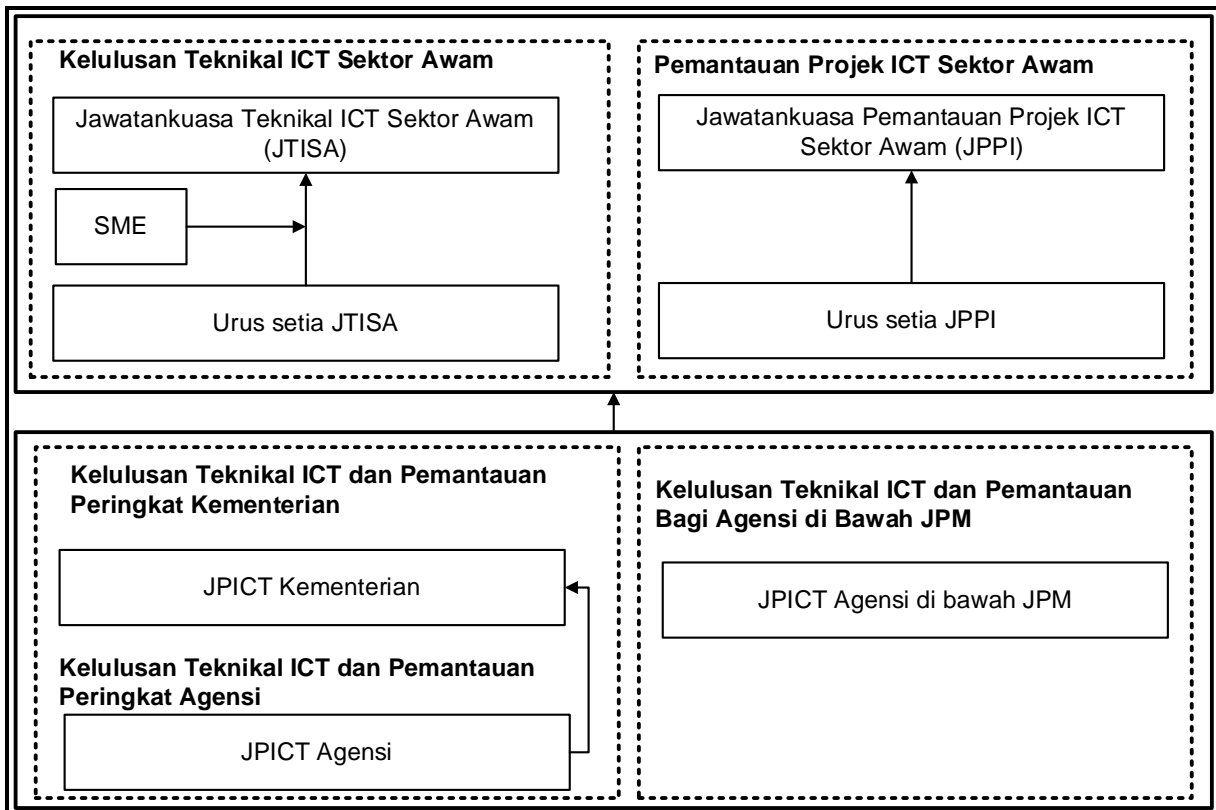 Kelulusan Teknikal ICT Sektor Awam
Jawatankuasa Teknikal ICT Sektor Awam
(JTISA)
SME
Urus setia JTISA
Pemantauan Projek ICT Sektor Awam
Jawatankuasa Pemantauan Projek ICT
Sektor Awam (JPPI)
Urus setia JPPI
Kelulusan Teknikal ICT dan Pemantauan
Peringkat Kementerian
JPICT Kementerian
Kelulusan Teknikal ICT dan Pemantauan
Peringkat Agensi
JPICT Agensi
Kelulusan Teknikal ICT dan Pemantauan
Bagi Agensi di Bawah JPM
JPICT Agensi di bawah JPM